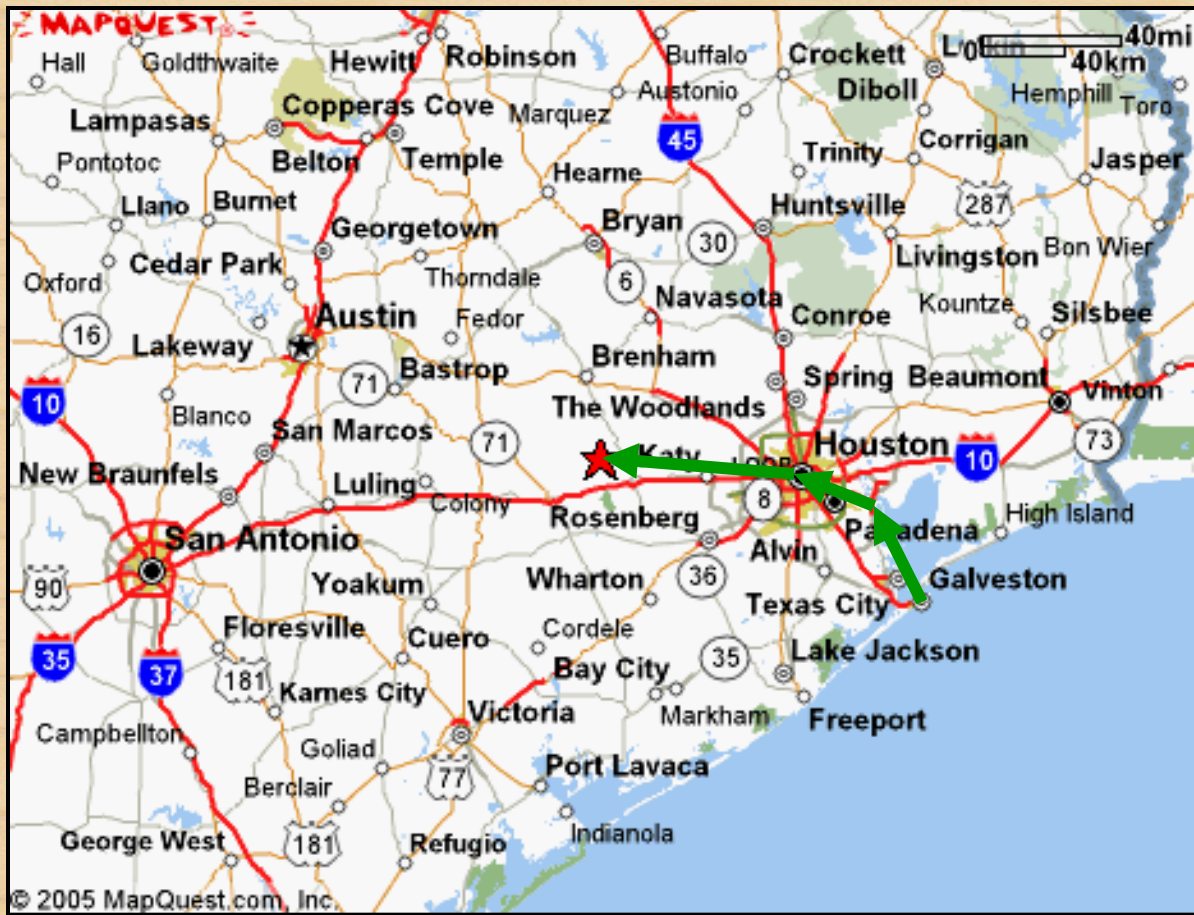 MAPQUEST®
Hall
Goldthwaite
Hewitt
Robinson
Buffalo
Crockett
40mi
0
40km
Austonio
Diboll
Hemphill
Toro
Lampasas
Copperas Cove
Marquez
45
Corrigan
Pontotoc
Belton
Temple
Hearne
Trinity
Jasper
Llano
Burnet
Georgetown
Bryan
30
Huntsville
287
Oxford
Cedar Park
Thorndale
6
Livingston
Bon Wier
Navasota
Kountze
16
Lakeway
Austin
Fedor
Conroe
Silsbee
10
71
Bastrop
Brenham
Spring
Beaumont
Vinton
Blanco
The Woodlands
San Marcos
71
Katy
Houston
10
73
New Braunfels
Luling
Colony
8
Rosenberg
High Island
San Antonio
Alvin
90
Yoakum
Wharton
36
Texas City
Galveston
Floresville
Cuero
Cordele
35
37
181
Karnes City
Bay City
35
Lake Jackson
Campbellton
Victoria
Markham
Freeport
Goliad
77
Port Lavaca
Berclair
George West
181
Refugio
Indianola
© 2005 MapQuest.com, Inc.